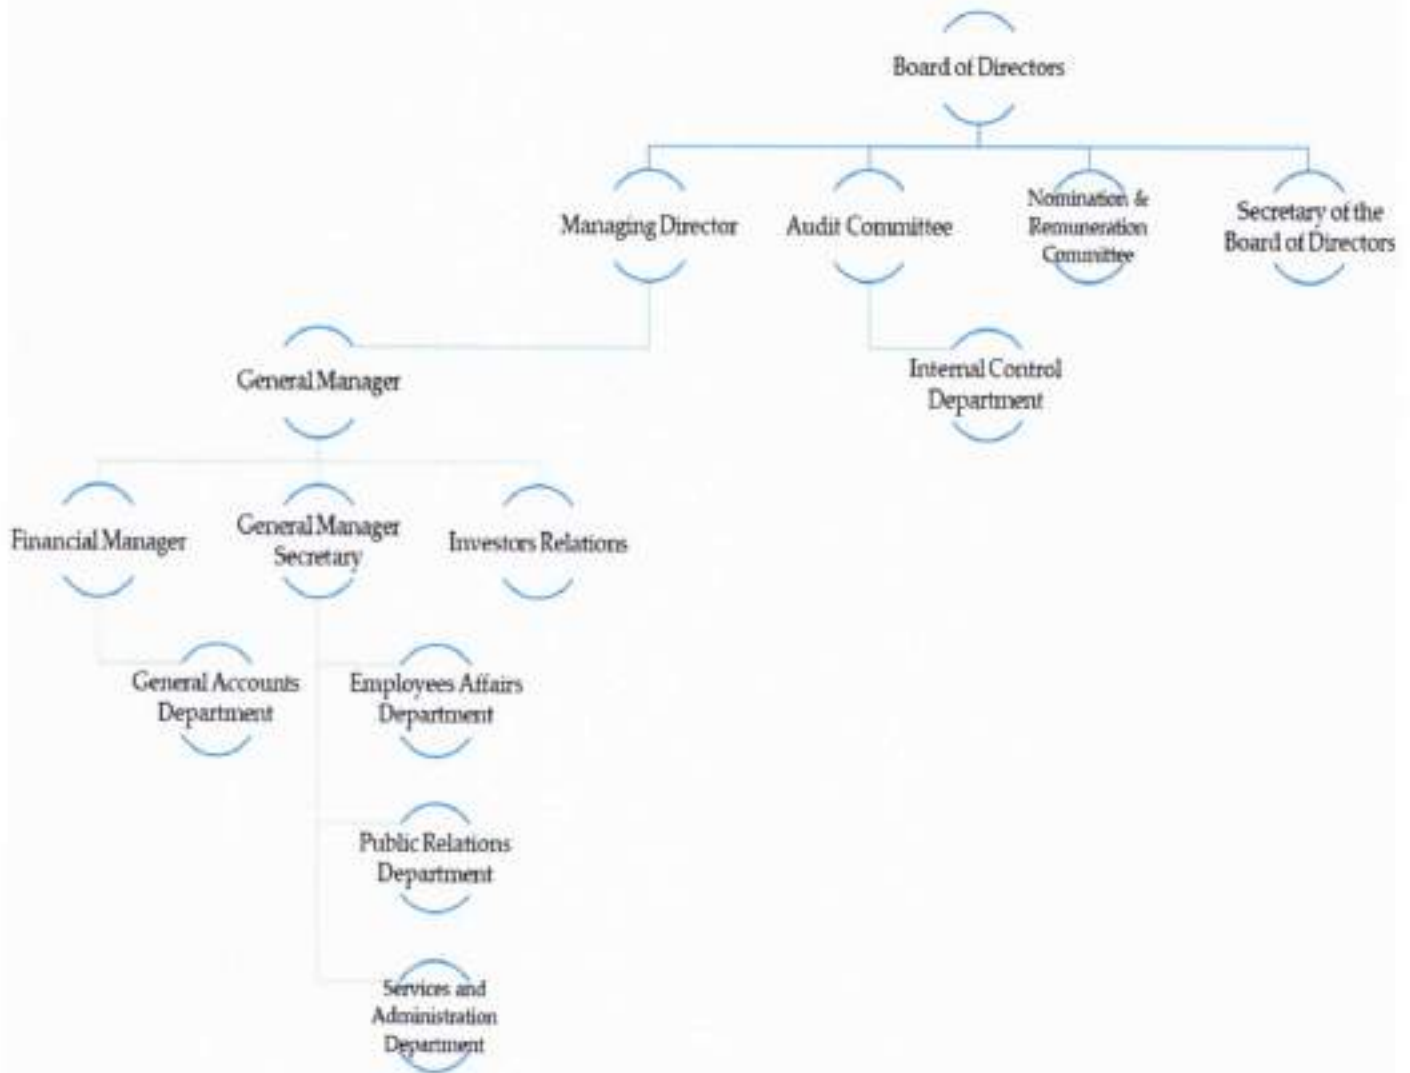 Board of Directors
Managing Director
Audit Committee
Nomination &
Remuneration
Committee
Secretary of the
Board of Directors
General Manager
Internal Control
Department
Financial Manager
General Manager
Secretary
Investors Relations
General Accounts
Department
Employees Affairs
Department
Public Relations
Department
Services and
Administration
Department